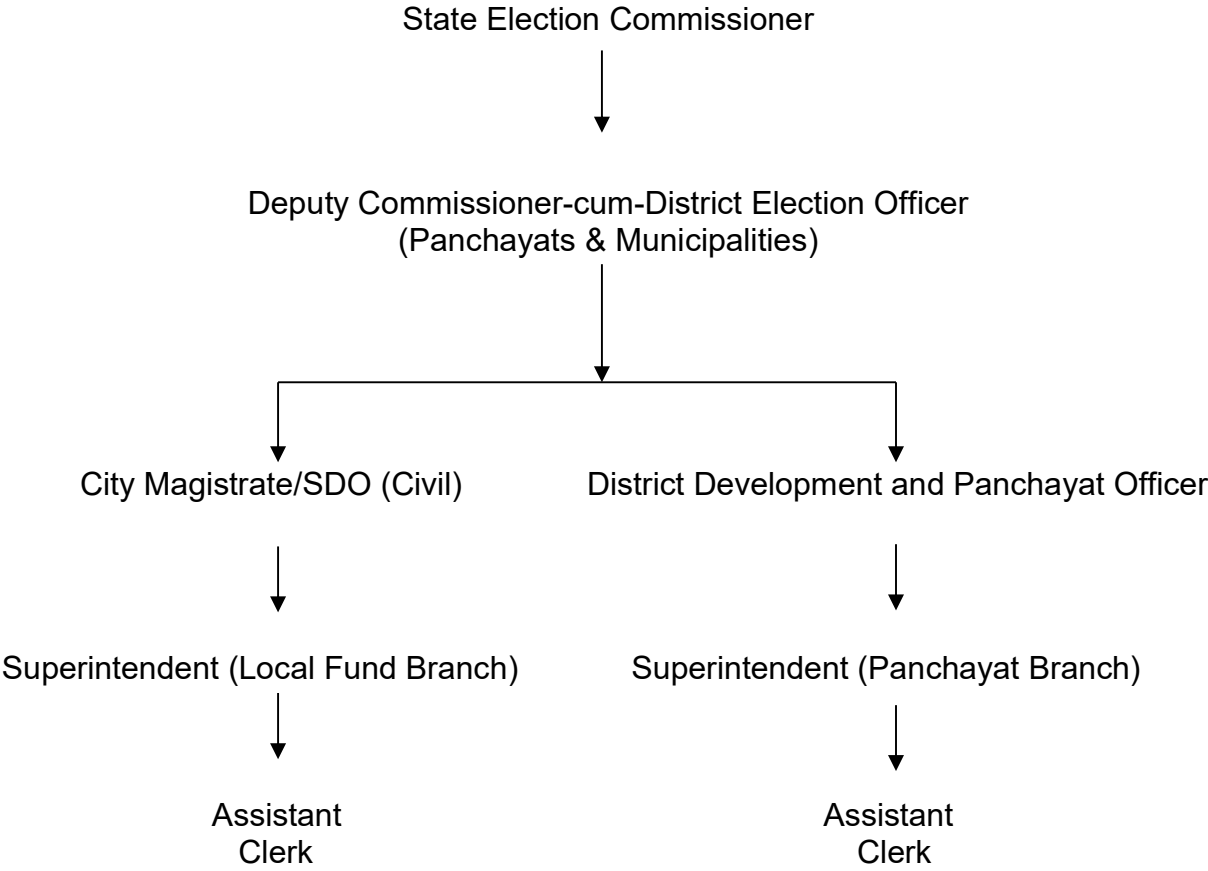 State Election Commissioner
Deputy Commissioner-cum-District Election Officer
(Panchayats & Municipalities)
City Magistrate/SDO (Civil)
District Development and Panchayat Officer
Superintendent (Local Fund Branch)
Superintendent (Panchayat Branch)
Assistant
Clerk
Assistant
Clerk